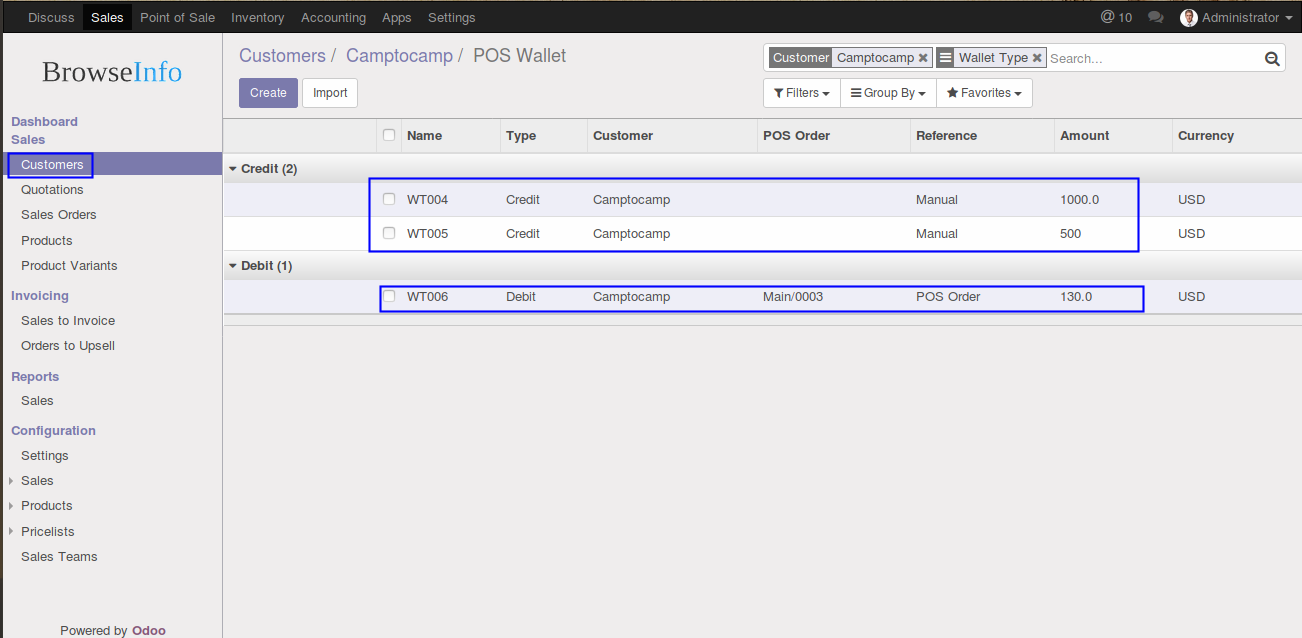 Discuss Sales Point of Sale Inventory Accounting Apps Settings @ 10 Administrator
BrowseInfo
Dashboard
Sales
Customers
Quotations
Sales Orders
Products
Product Variants
Invoicing
Sales to Invoice
Orders to Upsell
Reports
Sales
Configuration
Settings
Sales
Products
Pricelists
Sales Teams
Powered by Odoo
Customers / Camptocamp / POS Wallet
Customer Camptocamp Wallet Type Search...
Create Import
Filters Group By Favorites
Name Type Customer POS Order Reference Amount Currency
Credit (2)
WT004 Credit Camptocamp Manual 1000.0 USD
WT005 Credit Camptocamp Manual 500 USD
Debit (1)
WT006 Debit Camptocamp Main/0003 POS Order 130.0 USD